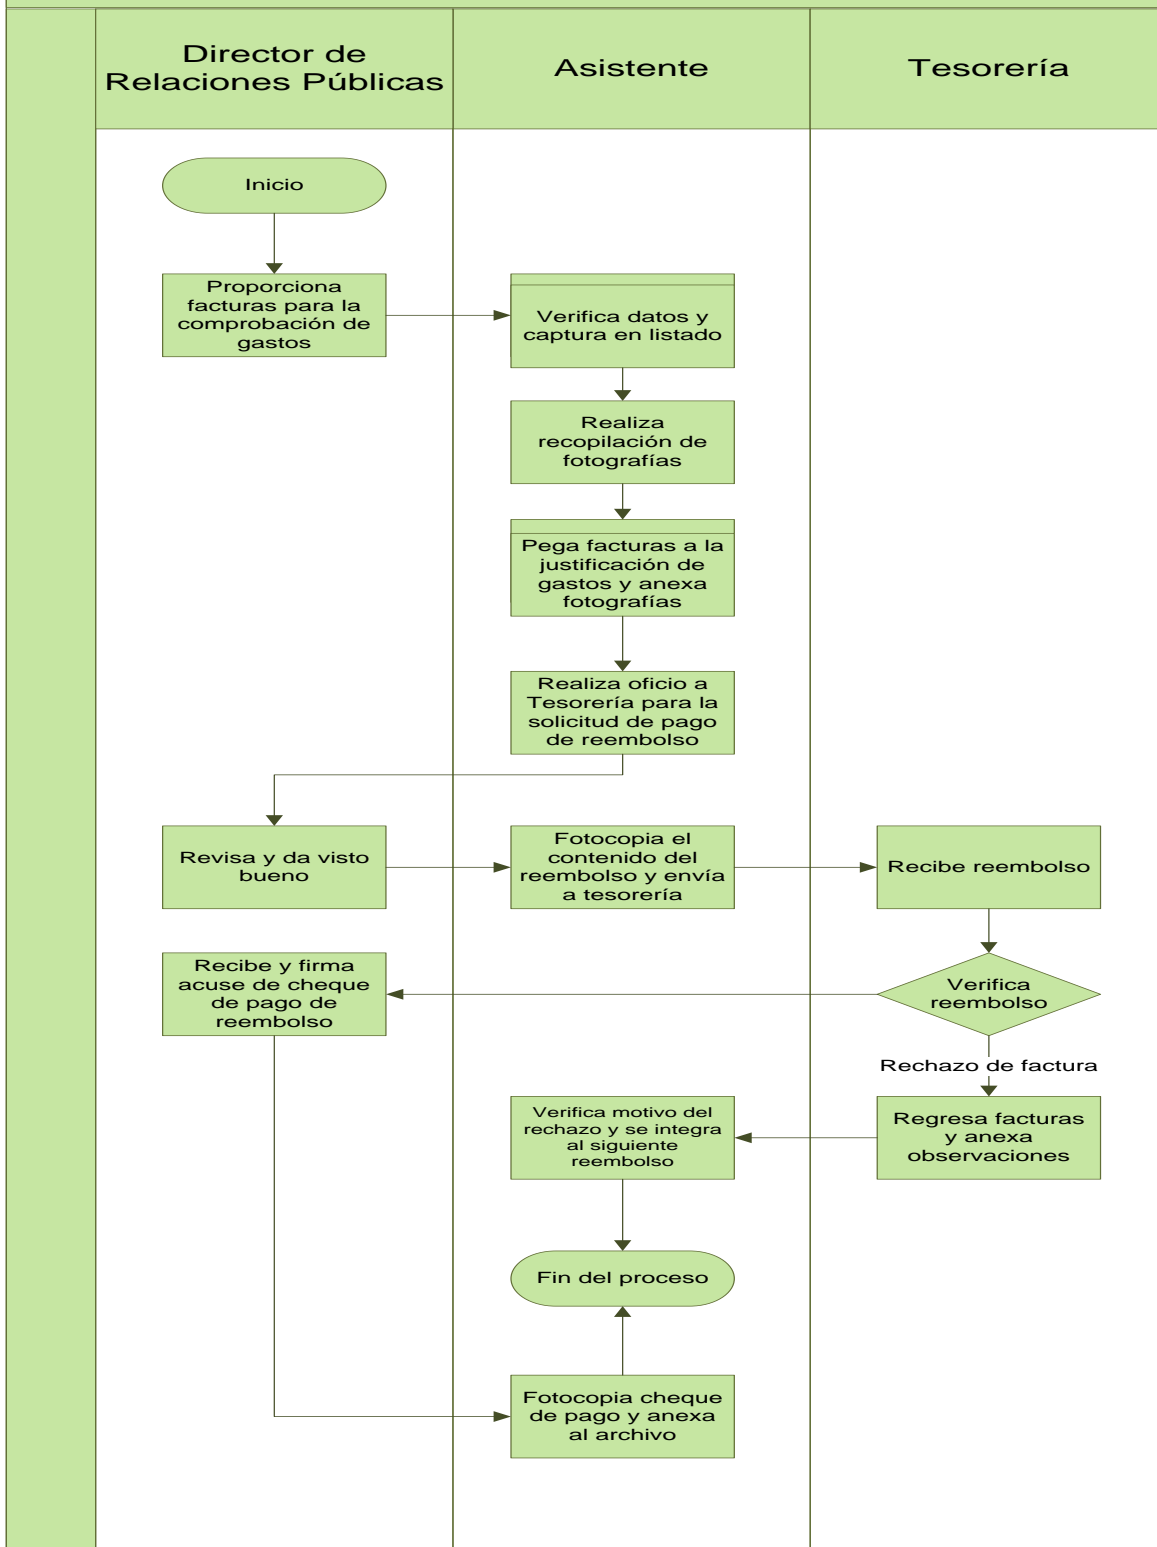 Director de
Relaciones Públicas
Asistente
Tesorería
Inicio
Proporciona
facturas para la
comprobación de
gastos
Verifica datos y
captura en listado
Realiza
recopilación de
fotografías
Pega facturas a la
justificación de
gastos y anexa
fotografías
Realiza oficio a
Tesorería para la
solicitud de pago
de reembolso
Revisa y da visto
bueno
Fotocopia el
contenido del
reembolso y envía
a tesorería
Recibe reembolso
Recibe y firma
acuse de cheque
de pago de
reembolso
Verifica
reembolso
Rechazo de factura
Verifica motivo del
rechazo y se integra
al siguiente
reembolso
Regresa facturas
y anexa
observaciones
Fin del proceso
Fotocopia cheque
de pago y anexa
al archivo